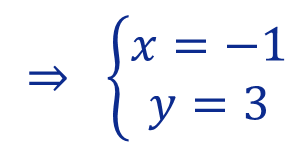 ⇒ { x = −1
y = 3